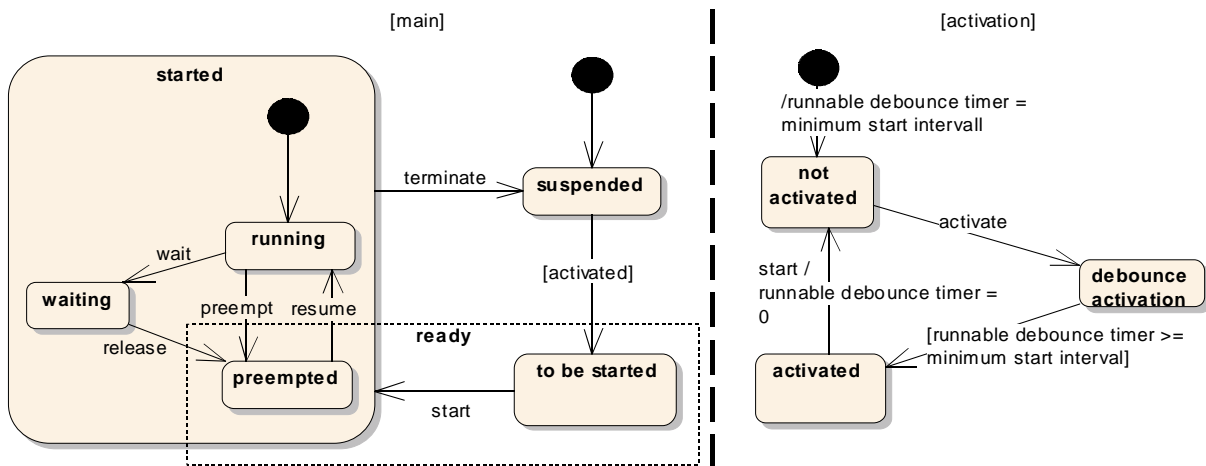 [main]
started
running
wait
waiting
preempt
resume
release
preempted
ready
terminate
suspended
[activated]
to be started
start
[activation]
/runnable debounce timer =
minimum start intervall
not
activated
activate
debounce
activation
start /
runnable debounce timer =
0
[runnable debounce timer >=
minimum start interval]
activated